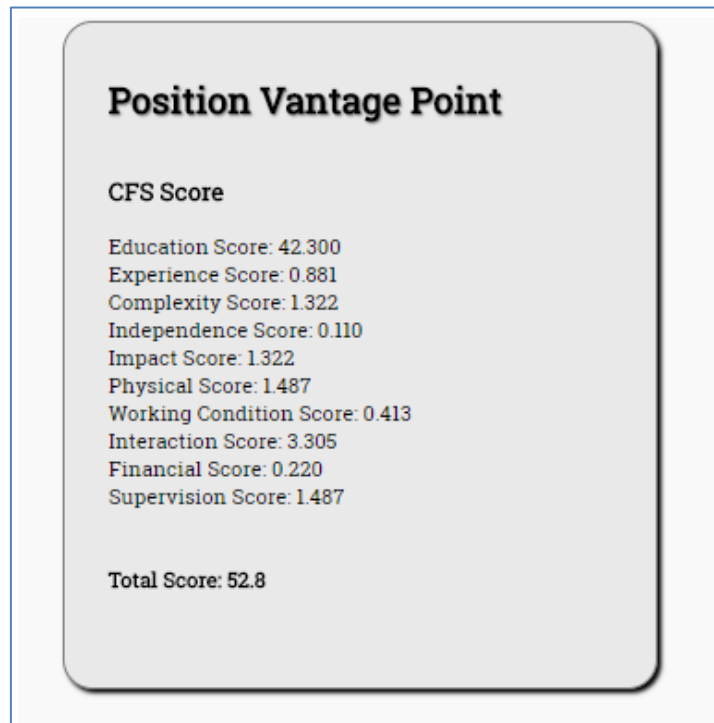 Position Vantage Point
CFS Score
Education Score: 42.300
Experience Score: 0.881
Complexity Score: 1.322
Independence Score: 0.110
Impact Score: 1.322
Physical Score: 1.487
Working Condition Score: 0.413
Interaction Score: 3.305
Financial Score: 0.220
Supervision Score: 1.487
Total Score: 52.8